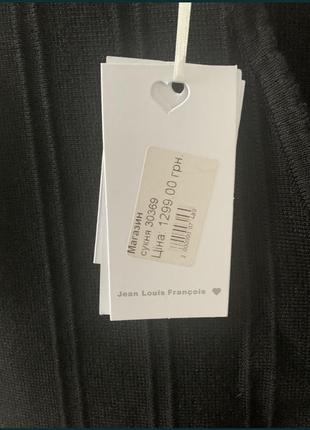 Магазин
сукня 30369
Ціна: 1299.00 грн.
Jean Louis François